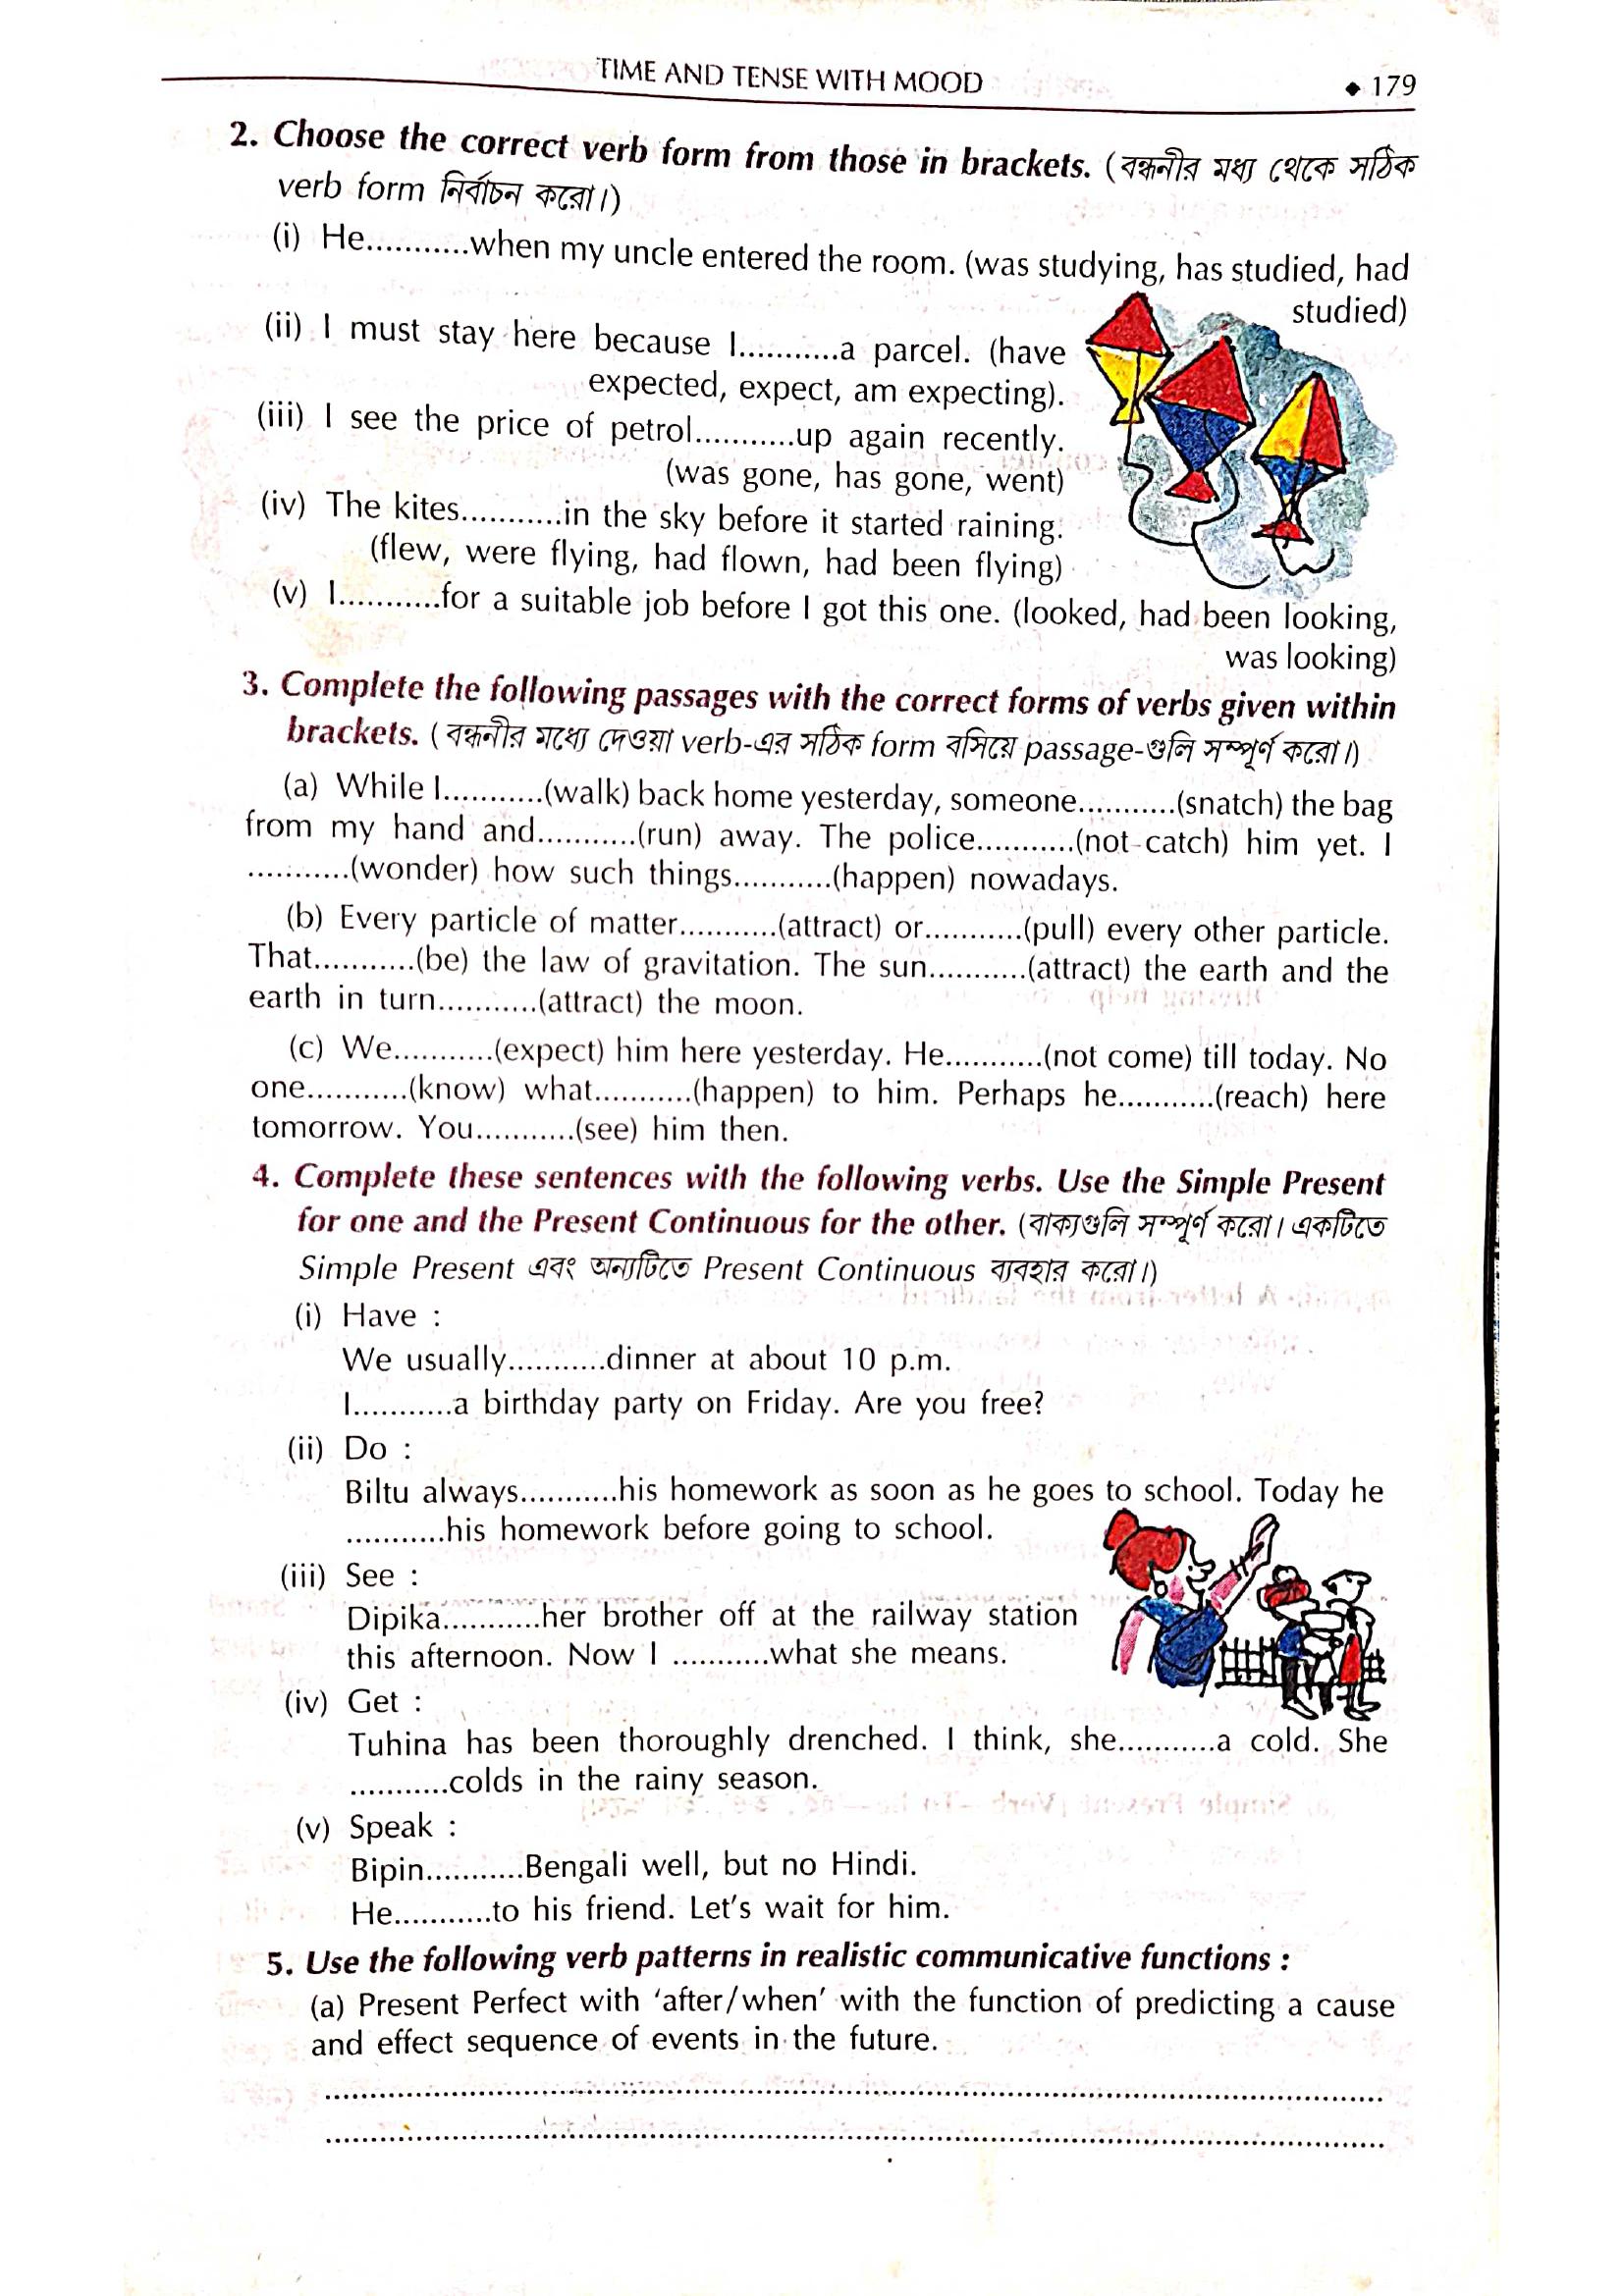 TIME AND TENSE WITH MOOD ◆ 179
2. Choose the correct verb form from those in brackets. (বন্ধনীর মধ্য থেকে সঠিক
verb form নির্বাচন করো।)
(i) He...........when my uncle entered the room. (was studying, has studied, had
studied)
(ii) I must stay here because I...........a parcel. (have
expected, expect, am expecting).
(iii) I see the price of petrol...........up again recently.
(was gone, has gone, went)
(iv) The kites...........in the sky before it started raining.
(flew, were flying, had flown, had been flying)
(v) I...........for a suitable job before I got this one. (looked, had been looking,
was looking)
3. Complete the following passages with the correct forms of verbs given within
brackets. (বন্ধনীর মধ্যে দেওয়া verb-এর সঠিক form বসিয়ে passage-গুলি সম্পূর্ণ করো।)
(a) While I...........(walk) back home yesterday, someone...........(snatch) the bag
from my hand and...........(run) away. The police...........(not catch) him yet. I
...........(wonder) how such things...........(happen) nowadays.
(b) Every particle of matter...........(attract) or...........(pull) every other particle.
That...........(be) the law of gravitation. The sun...........(attract) the earth and the
earth in turn...........(attract) the moon.
(c) We...........(expect) him here yesterday. He...........(not come) till today. No
one...........(know) what...........(happen) to him. Perhaps he...........(reach) here
tomorrow. You...........(see) him then.
4. Complete these sentences with the following verbs. Use the Simple Present
for one and the Present Continuous for the other. (বাক্যগুলি সম্পূর্ণ করো। একটিতে
Simple Present এবং অন্যটিতে Present Continuous ব্যবহার করো।)
(i) Have :
We usually...........dinner at about 10 p.m.
I...........a birthday party on Friday. Are you free?
(ii) Do :
Biltu always...........his homework as soon as he goes to school. Today he
...........his homework before going to school.
(iii) See :
Dipika...........her brother off at the railway station
this afternoon. Now I ...........what she means.
(iv) Get :
Tuhina has been thoroughly drenched. I think, she...........a cold. She
...........colds in the rainy season.
(v) Speak :
Bipin...........Bengali well, but no Hindi.
He...........to his friend. Let's wait for him.
5. Use the following verb patterns in realistic communicative functions :
(a) Present Perfect with 'after/when' with the function of predicting a cause
and effect sequence of events in the future.